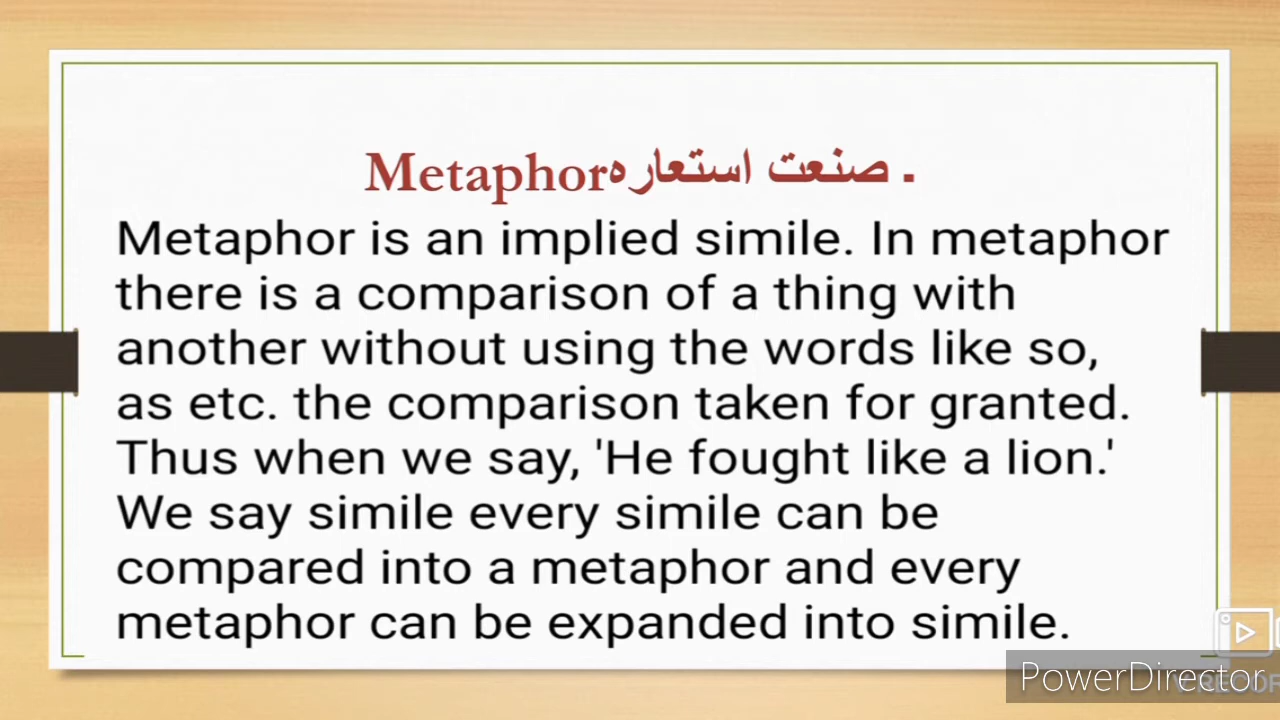 Metaphorصنعت استعاره .
Metaphor is an implied simile. In metaphor
there is a comparison of a thing with
another without using the words like so,
as etc. the comparison taken for granted.
Thus when we say, 'He fought like a lion.'
We say simile every simile can be
compared into a metaphor and every
metaphor can be expanded into simile.
PowerDirector